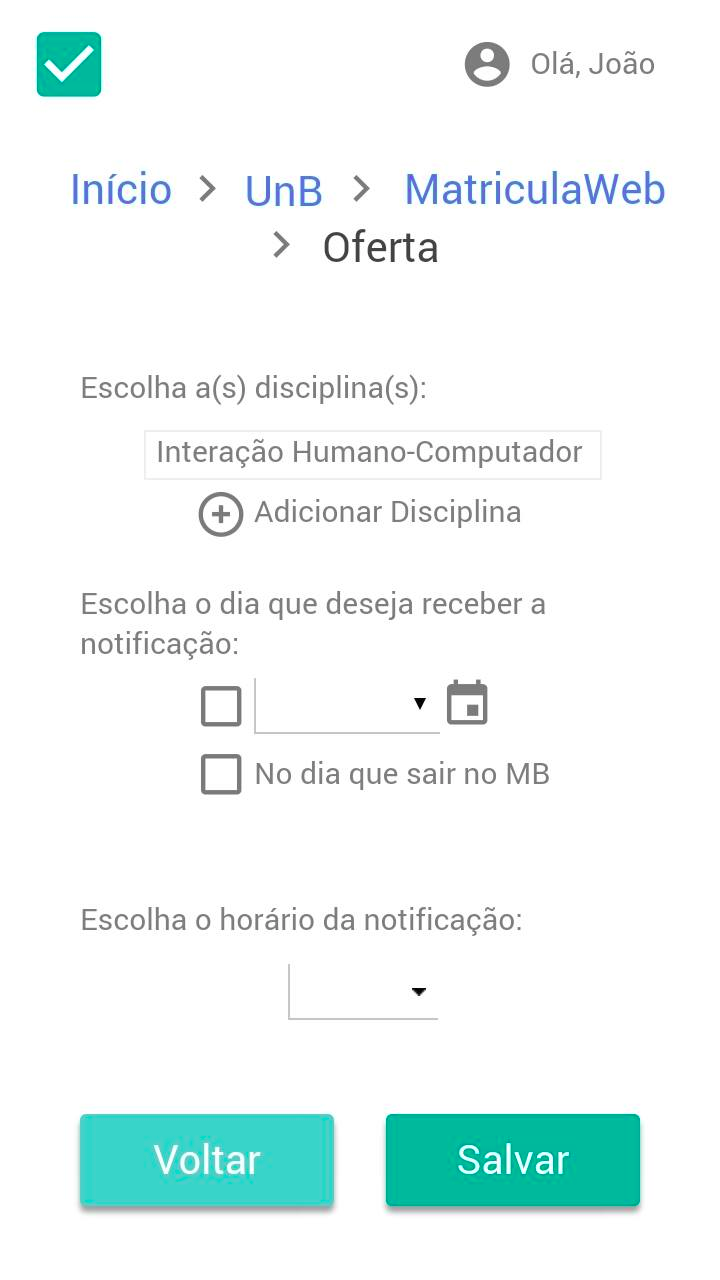 Olá, João
Início > UnB > MatriculaWeb
> Oferta
Escolha a(s) disciplina(s):
Interação Humano-Computador
Adicionar Disciplina
Escolha o dia que deseja receber a
notificação:
No dia que sair no MB
Escolha o horário da notificação:
Voltar
Salvar